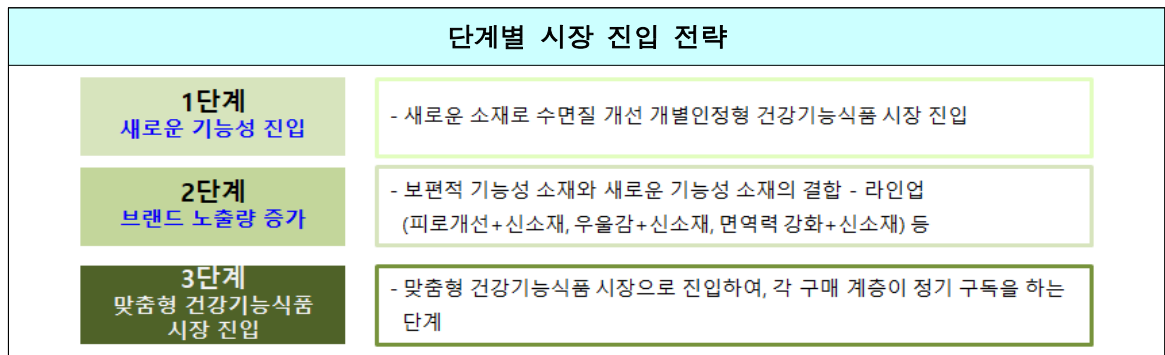 단계별 시장 진입 전략
1단계
새로운 기능성 진입
- 새로운 소재로 수면질 개선 개별인정형 건강기능식품 시장 진입
2단계
브랜드 노출량 증가
- 보편적 기능성 소재와 새로운 기능성 소재의 결합 - 라인업
(피로개선+신소재, 우울감+신소재, 면역력 강화+신소재) 등
3단계
맞춤형 건강기능식품
시장 진입
- 맞춤형 건강기능식품 시장으로 진입하여, 각 구매 계층이 정기 구독을 하는
단계